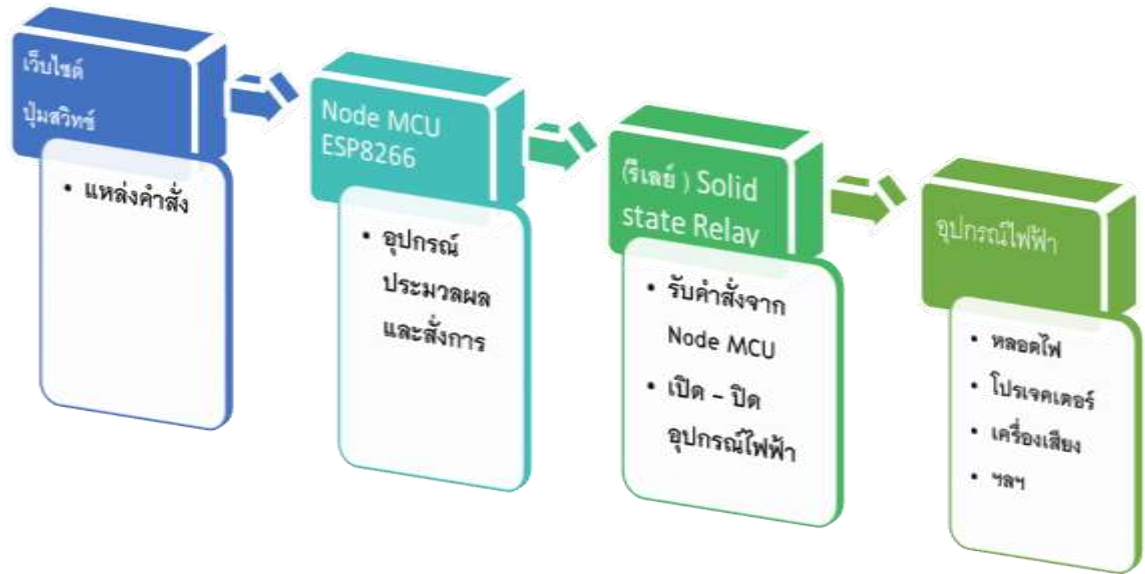 เว็บไซต์
ปุ่มสวิทช์
• แหล่งคำสั่ง
Node MCU
ESP8266
• อุปกรณ์
ประมวลผล
และสั่งการ
(รีเลย์ ) Solid
state Relay
• รับคำสั่งจาก
Node MCU
• เปิด – ปิด
อุปกรณ์ไฟฟ้า
อุปกรณ์ไฟฟ้า
• หลอดไฟ
• โปรเจคเตอร์
• เครื่องเสียง
• ฯลฯ